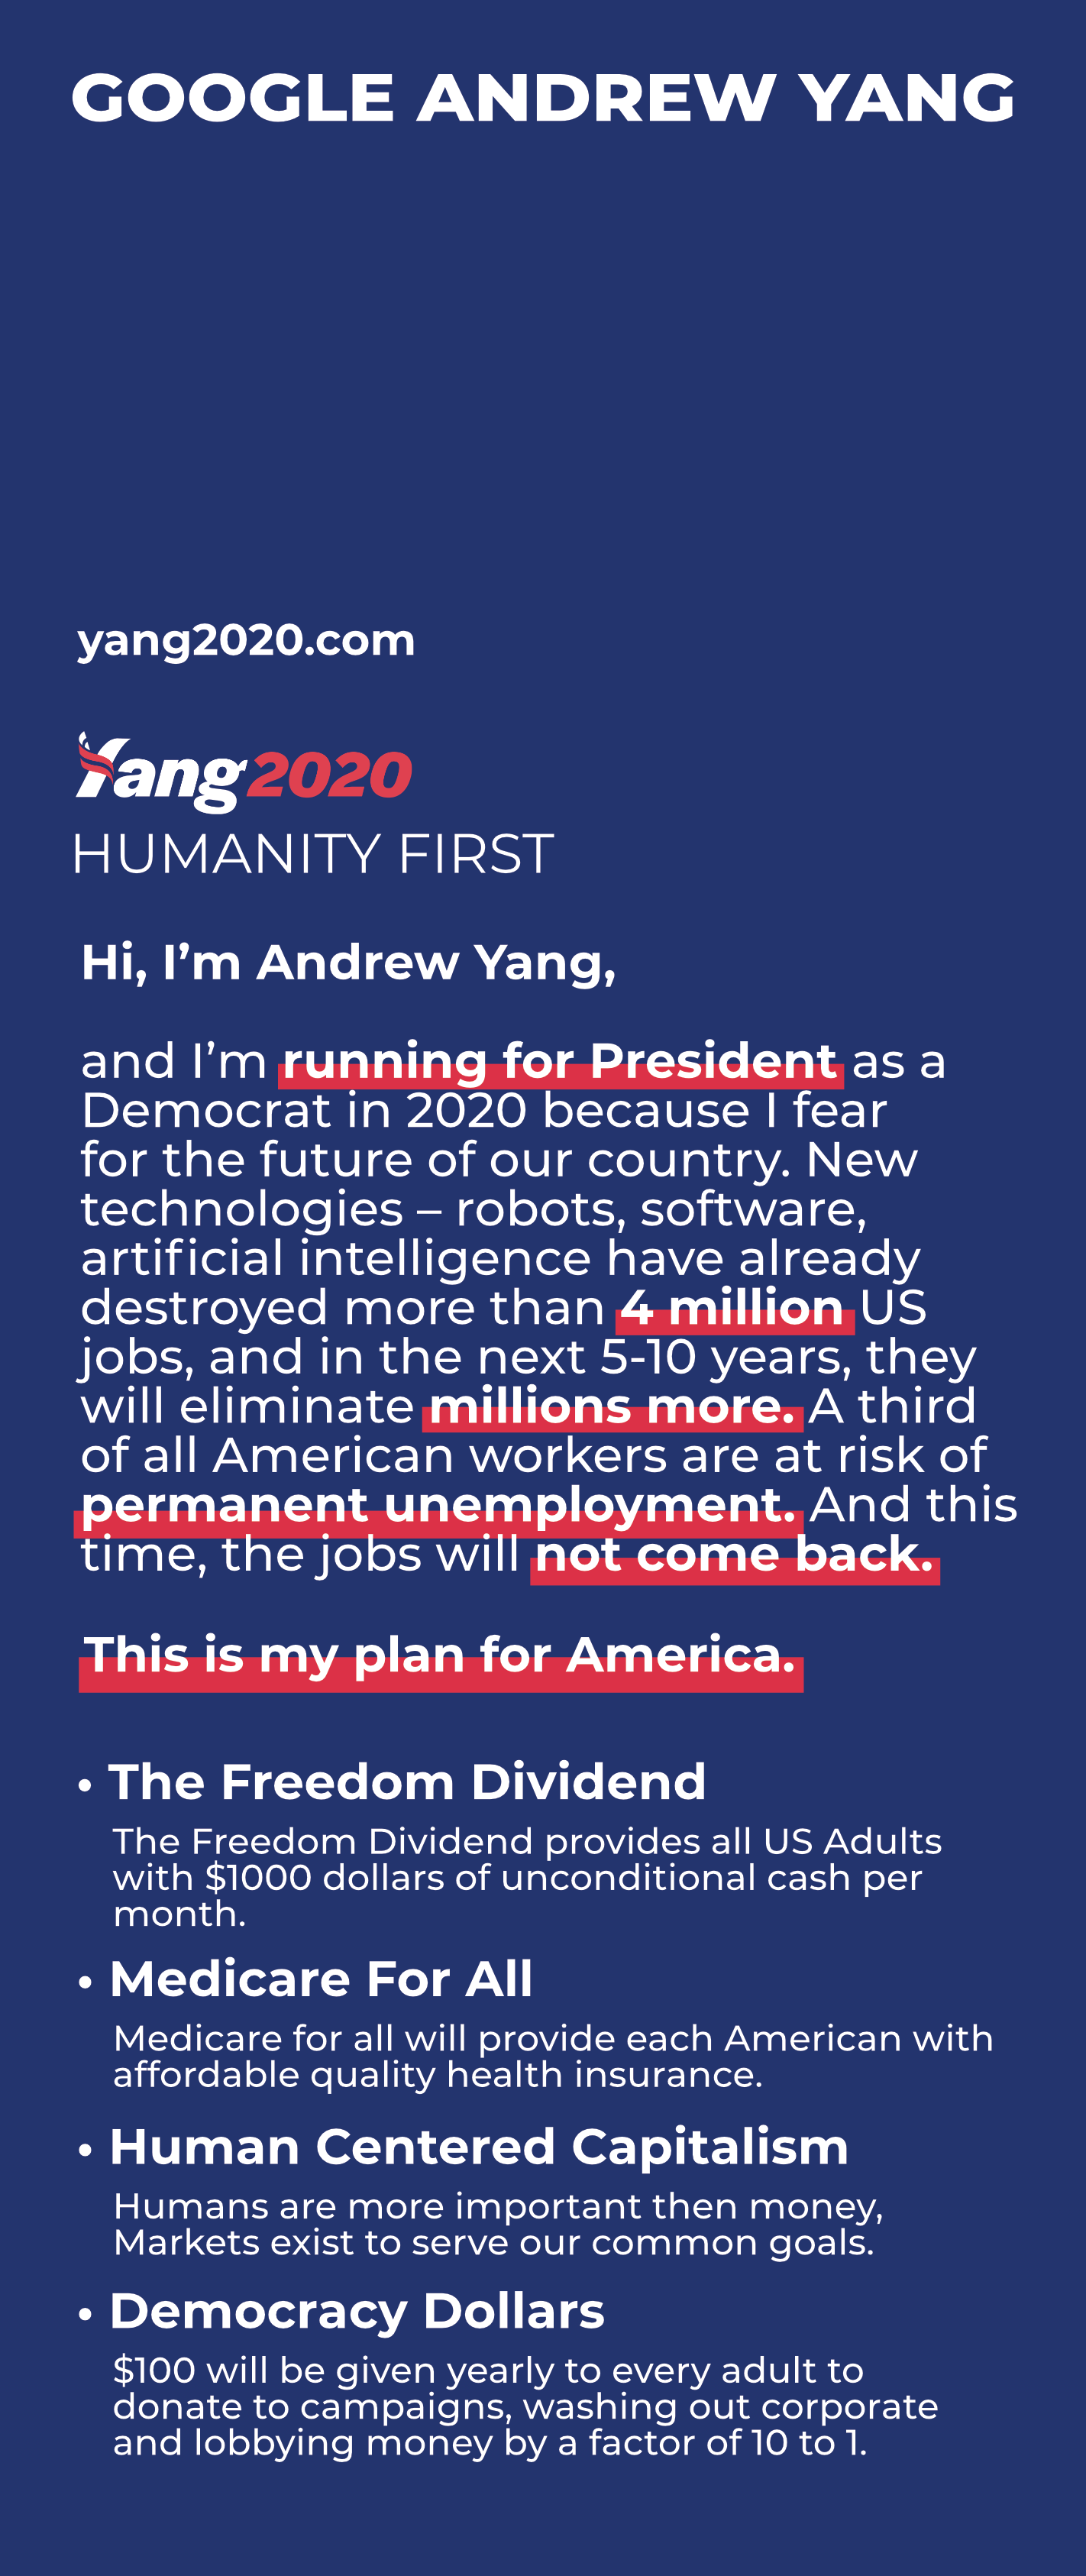 GOOGLE ANDREW YANG
yang2020.com
Yang2020
HUMANITY FIRST
Hi, I’m Andrew Yang,
and I’m running for President as a
Democrat in 2020 because I fear
for the future of our country. New
technologies – robots, software,
artificial intelligence have already
destroyed more than 4 million US
jobs, and in the next 5-10 years, they
will eliminate millions more. A third
of all American workers are at risk of
permanent unemployment. And this
time, the jobs will not come back.
This is my plan for America.
• The Freedom Dividend
The Freedom Dividend provides all US Adults
with $1000 dollars of unconditional cash per
month.
• Medicare For All
Medicare for all will provide each American with
affordable quality health insurance.
• Human Centered Capitalism
Humans are more important then money,
Markets exist to serve our common goals.
• Democracy Dollars
$100 will be given yearly to every adult to
donate to campaigns, washing out corporate
and lobbying money by a factor of 10 to 1.